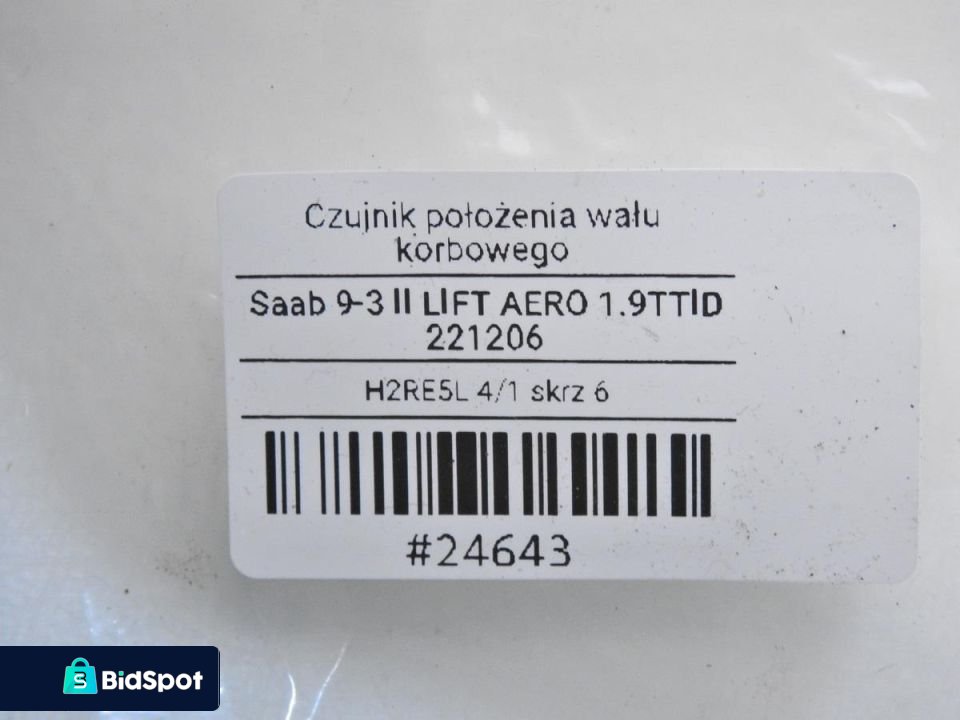 Czujnik położenia wału
korbowego
Saab 9-3 II LIFT AERO 1.9TTID
221206
H2RE5L 4/1 skrz 6
#24643
BidSpot